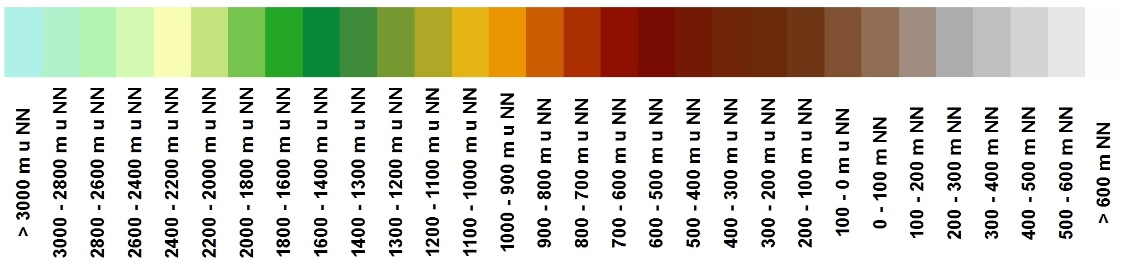 > 3000 m u NN
3000 - 2800 m u NN
2800 - 2600 m u NN
2600 - 2400 m u NN
2400 - 2200 m u NN
2200 - 2000 m u NN
2000 - 1800 m u NN
1800 - 1600 m u NN
1600 - 1400 m u NN
1400 - 1300 m u NN
1300 - 1200 m u NN
1200 - 1100 m u NN
1100 - 1000 m u NN
1000 - 900 m u NN
900 - 800 m u NN
800 - 700 m u NN
700 - 600 m u NN
600 - 500 m u NN
500 - 400 m u NN
400 - 300 m u NN
300 - 200 m u NN
200 - 100 m u NN
100 - 0 m u NN
0 - 100 m NN
100 - 200 m u NN
200 - 300 m u NN
300 - 400 m u NN
400 - 500 m u NN
500 - 600 m u NN
> 600 m NN